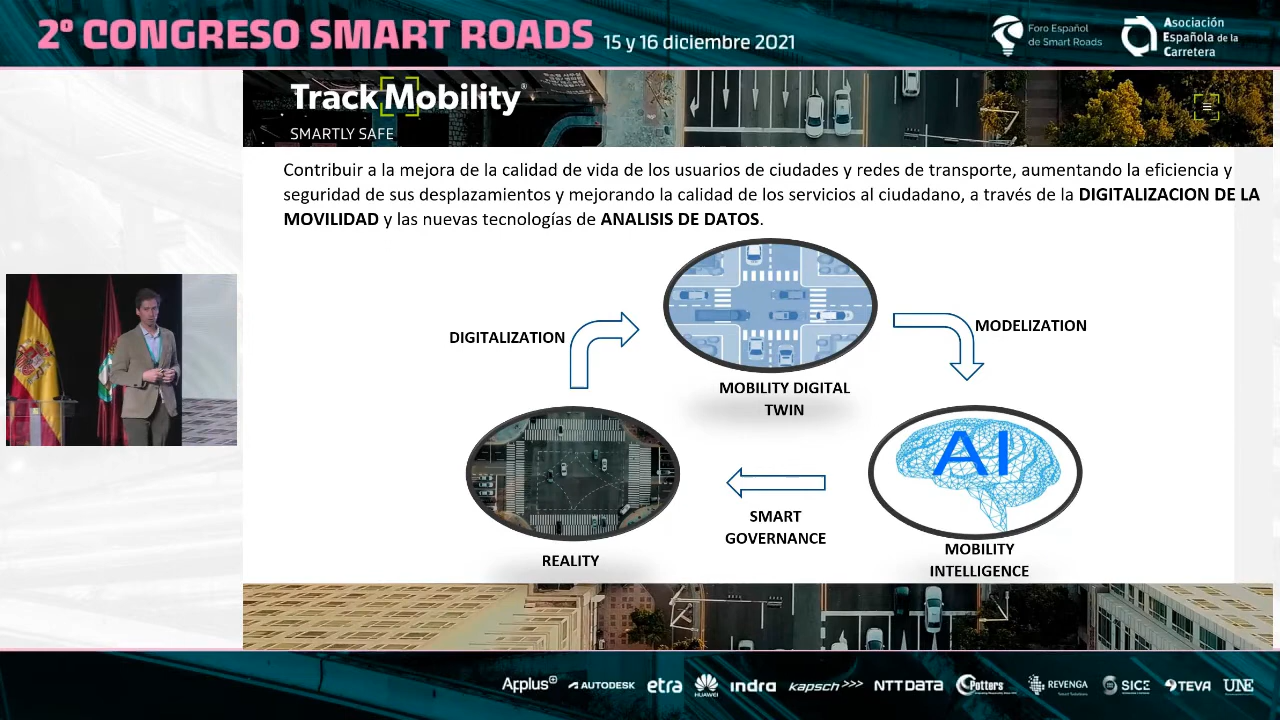 2º CONGRESO SMART ROADS 15 y 16 diciembre 2021
Foro Español
de Smart Roads
Asociación
Española de la
Carretera
Track Mobility®
SMARTLY SAFE
Contribuir a la mejora de la calidad de vida de los usuarios de ciudades y redes de transporte, aumentando la eficiencia y
seguridad de sus desplazamientos y mejorando la calidad de los servicios al ciudadano, a través de la DIGITALIZACION DE LA
MOVILIDAD y las nuevas tecnologías de ANALISIS DE DATOS.
DIGITALIZATION
MODELIZATION
MOBILITY DIGITAL
TWIN
AI
SMART
GOVERNANCE
REALITY
MOBILITY
INTELLIGENCE
Applus+ AUTODESK etra HUAWEI indra kapsch >>> NTT DATA Potters REVENGA SICE TEVA UNE